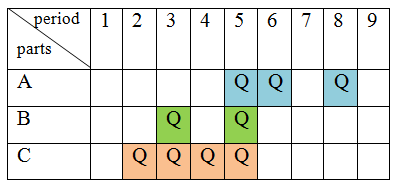 period 1 2 3 4 5 6 7 8 9
parts
A Q Q Q
B Q Q
C Q Q Q Q